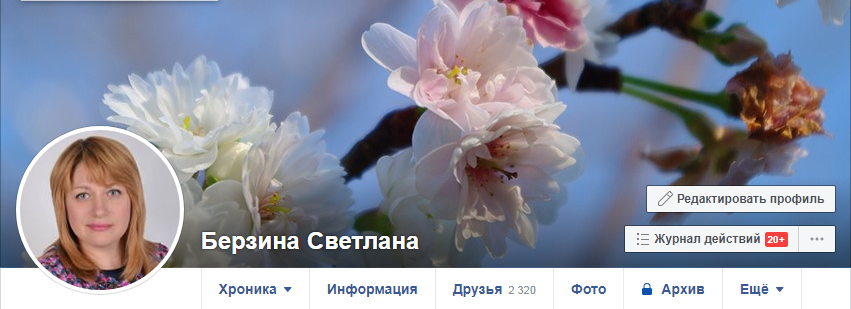 Редактировать профиль
Берзина Светлана
Журнал действий 20+
Хроника Информация Друзья 2 320 Фото Архив Ещё